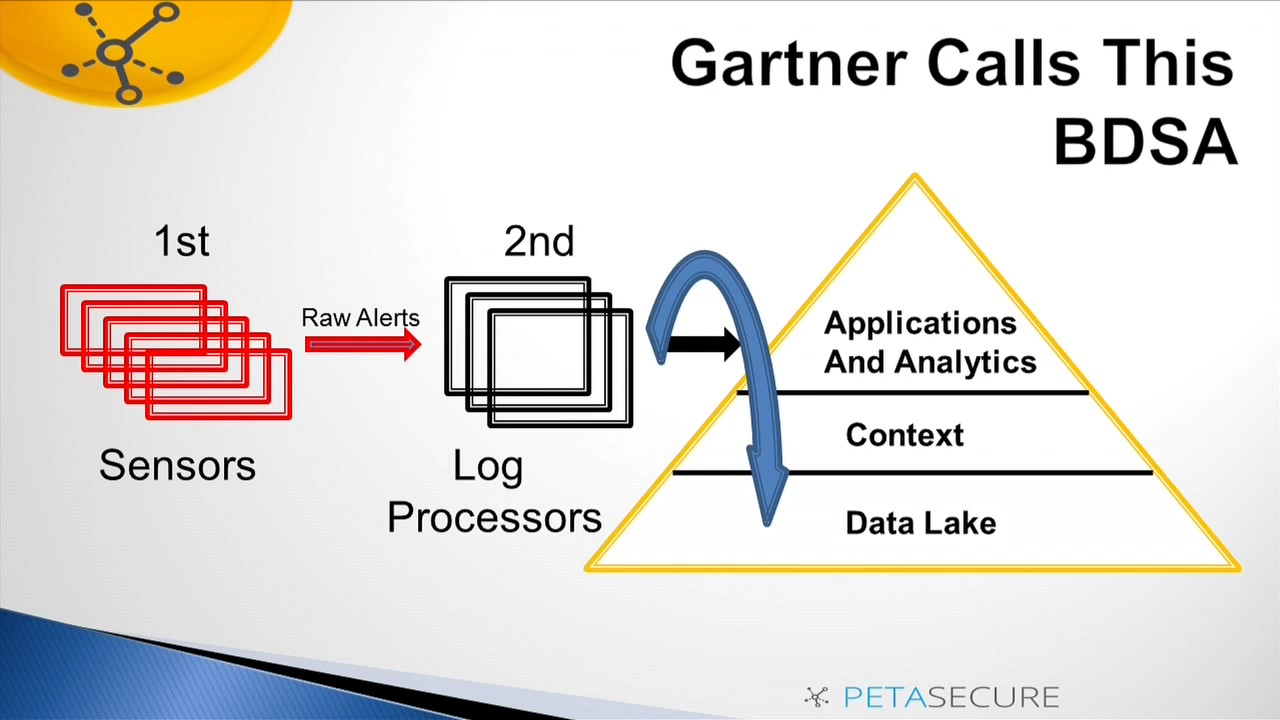 Gartner Calls This
BDSA
1st
2nd
Raw Alerts
Sensors
Log
Processors
Applications
And Analytics
Context
Data Lake
PETASECURE